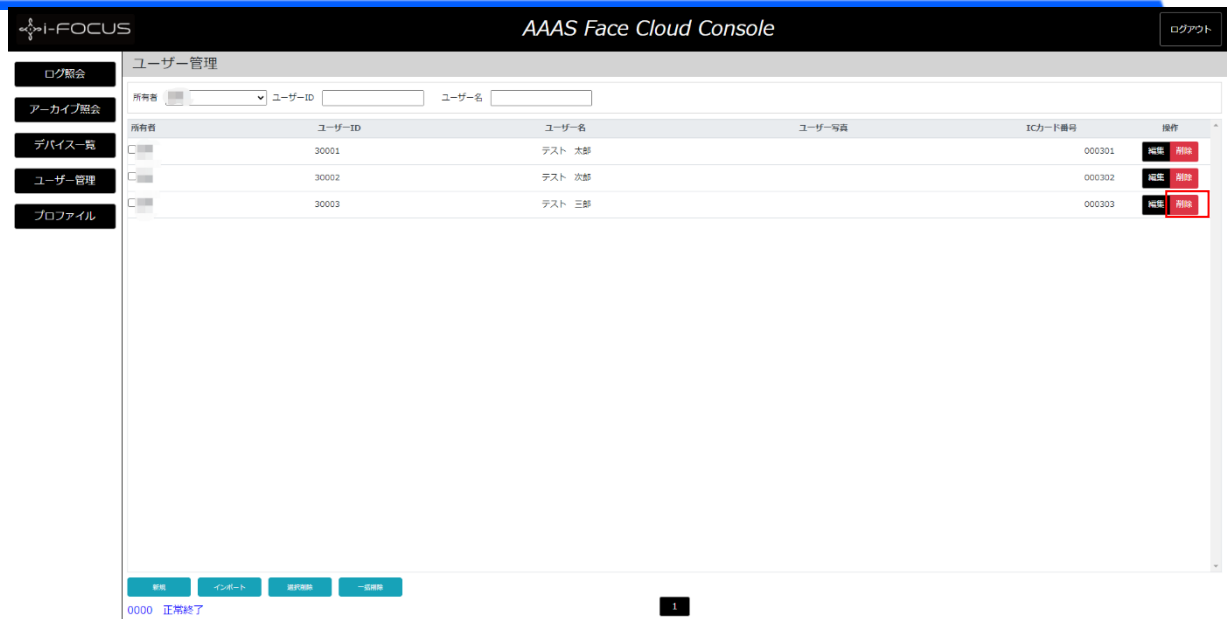 i-FOCUS
AAAS Face Cloud Console
ログアウト
ログ照会
アーカイブ照会
デバイス一覧
ユーザー管理
プロファイル
ユーザー管理
所有者 ユーザーID ユーザー名
所有者 ユーザーID ユーザー名 ユーザー写真 ICカード番号 操作
30001 テスト 太郎 000301 編集 削除
30002 テスト 次郎 000302 編集 削除
30003 テスト 三郎 000303 編集 削除
新規 インポート 選択削除 一括削除
0000 正常終了
1